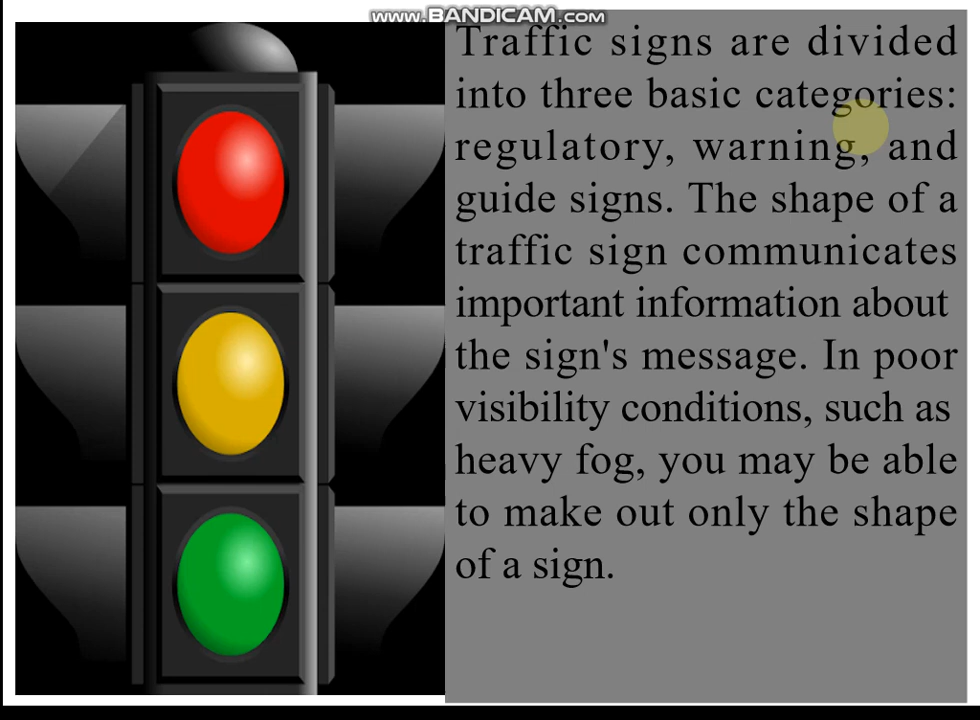 www.BANDICAM.com
Traffic signs are divided
into three basic categories:
regulatory, warning, and
guide signs. The shape of a
traffic sign communicates
important information about
the sign's message. In poor
visibility conditions, such as
heavy fog, you may be able
to make out only the shape
of a sign.